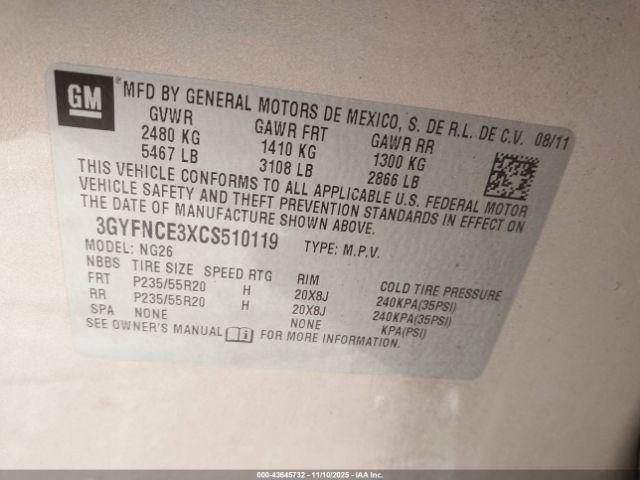 GM
®MFD BY GENERAL MOTORS DE MEXICO, S. DE R.L. DE C.V. 08/11
GVWR GAWR FRT GAWR RR
2480 KG 1410 KG 1300 KG
5467 LB 3108 LB 2866 LB
THIS VEHICLE CONFORMS TO ALL APPLICABLE U.S. FEDERAL MOTOR
VEHICLE SAFETY AND THEFT PREVENTION STANDARDS IN EFFECT ON
THE DATE OF MANUFACTURE SHOWN ABOVE.
3GYFNCE3XCS510119 TYPE: M.P.V.
MODEL: NG26
NBBS TIRE SIZE SPEED RTG RIM COLD TIRE PRESSURE
FRT P235/55R20 H 20X8J 240KPA(35PSI)
RR P235/55R20 H 20X8J 240KPA(35PSI)
SPA NONE NONE KPA(PSI)
SEE OWNER'S MANUAL FOR MORE INFORMATION.
000-43645732 - 11/10/2025 - IAA Inc.